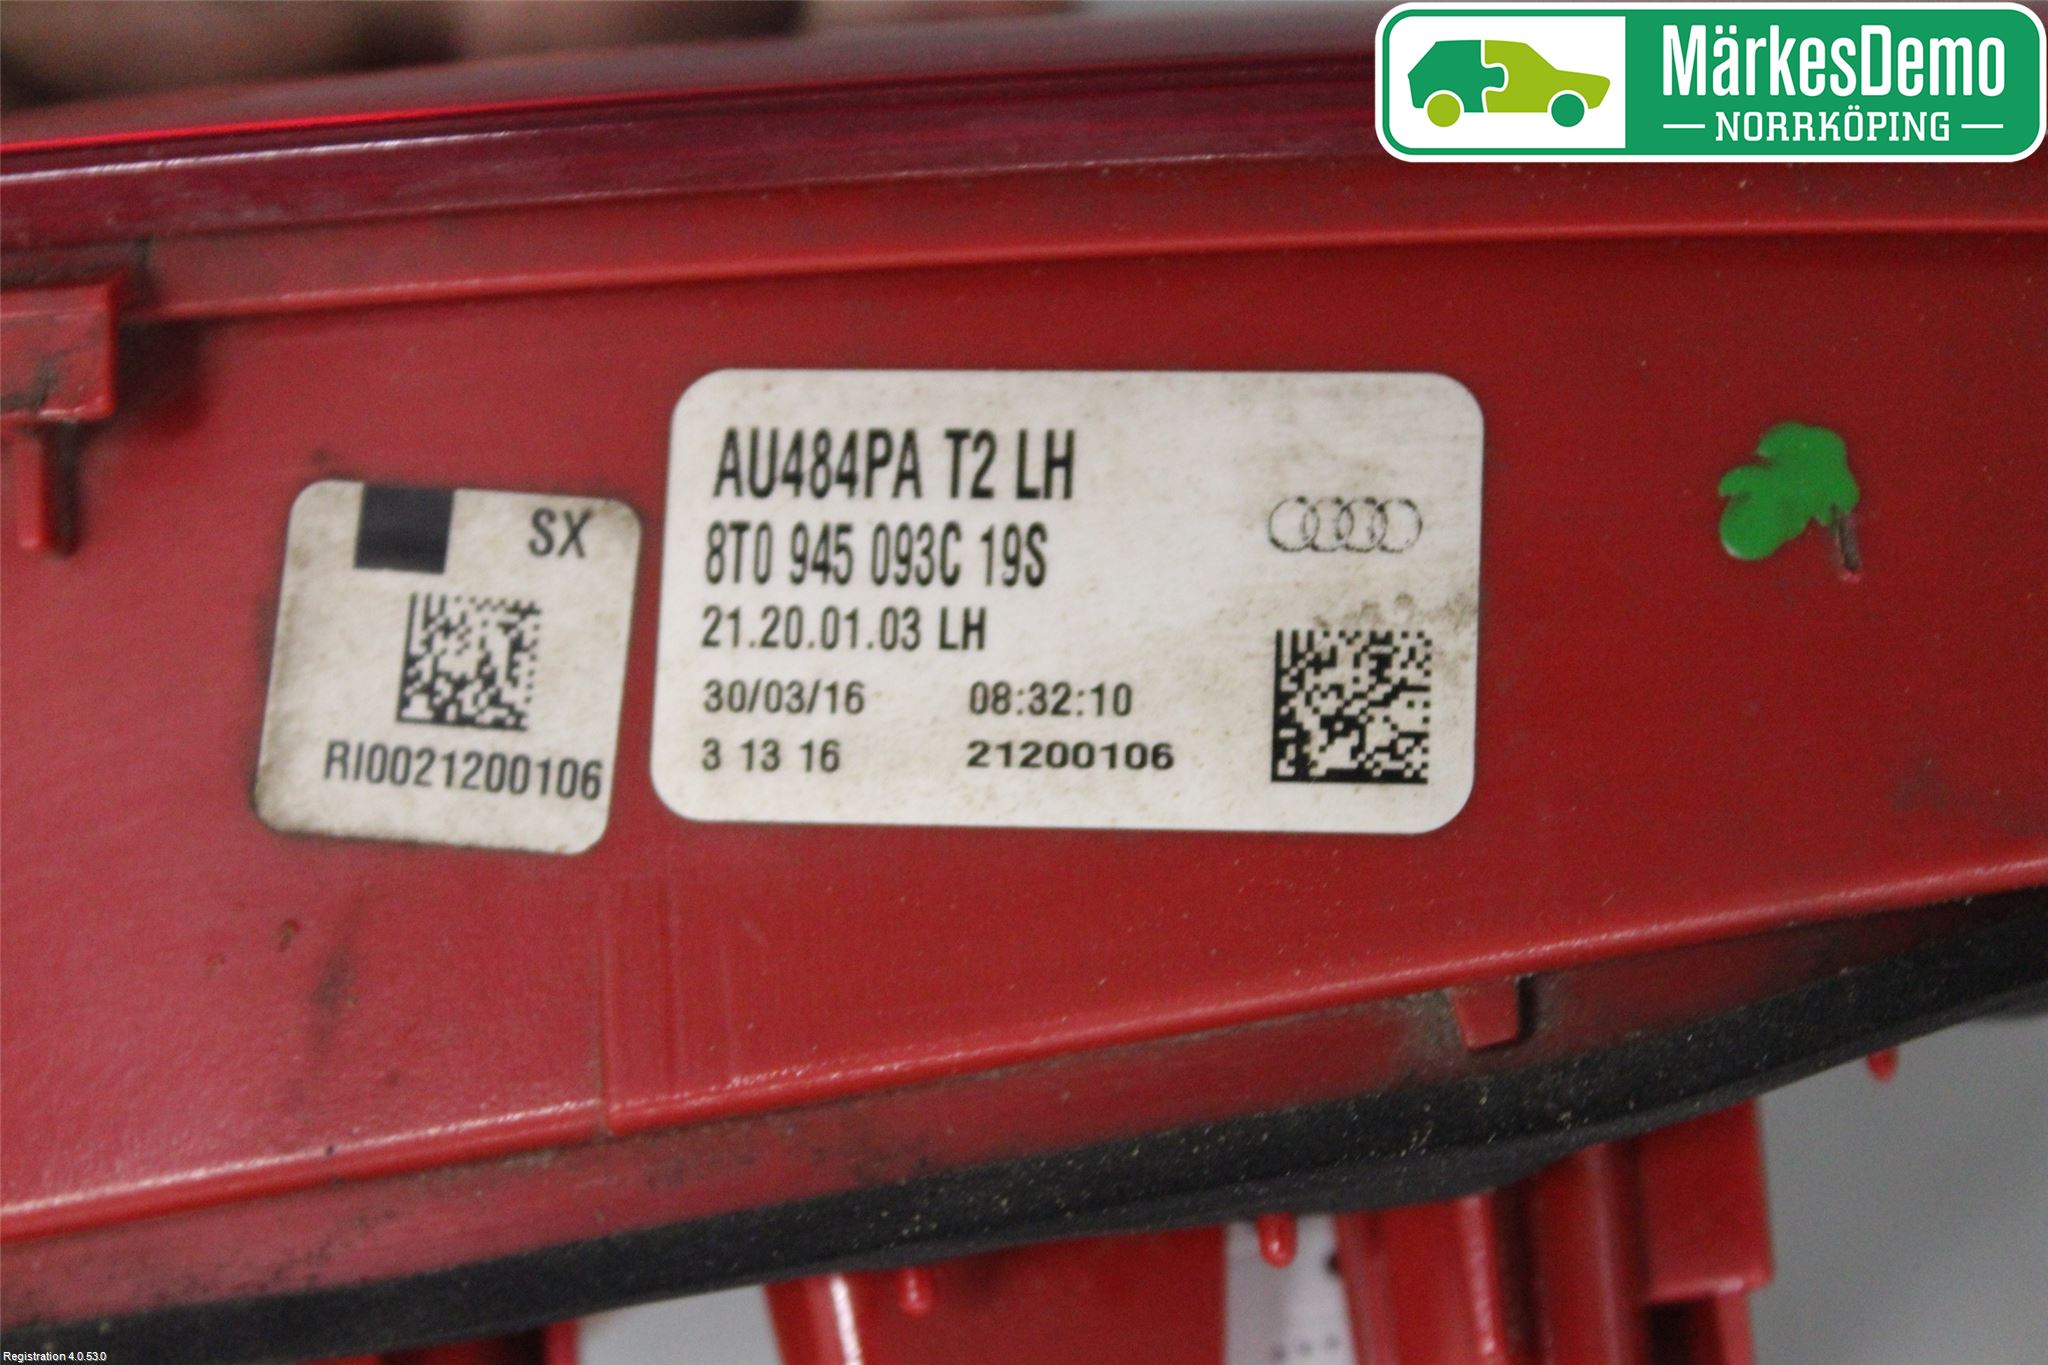 MärkesDemo
NORRKÖPING
SX
RI0021200106
AU484PA T2 LH
8T0 945 093C 19S
21.20.01.03 LH
30/03/16 08:32:10
3 13 16 21200106
Registration 4.0.53.0